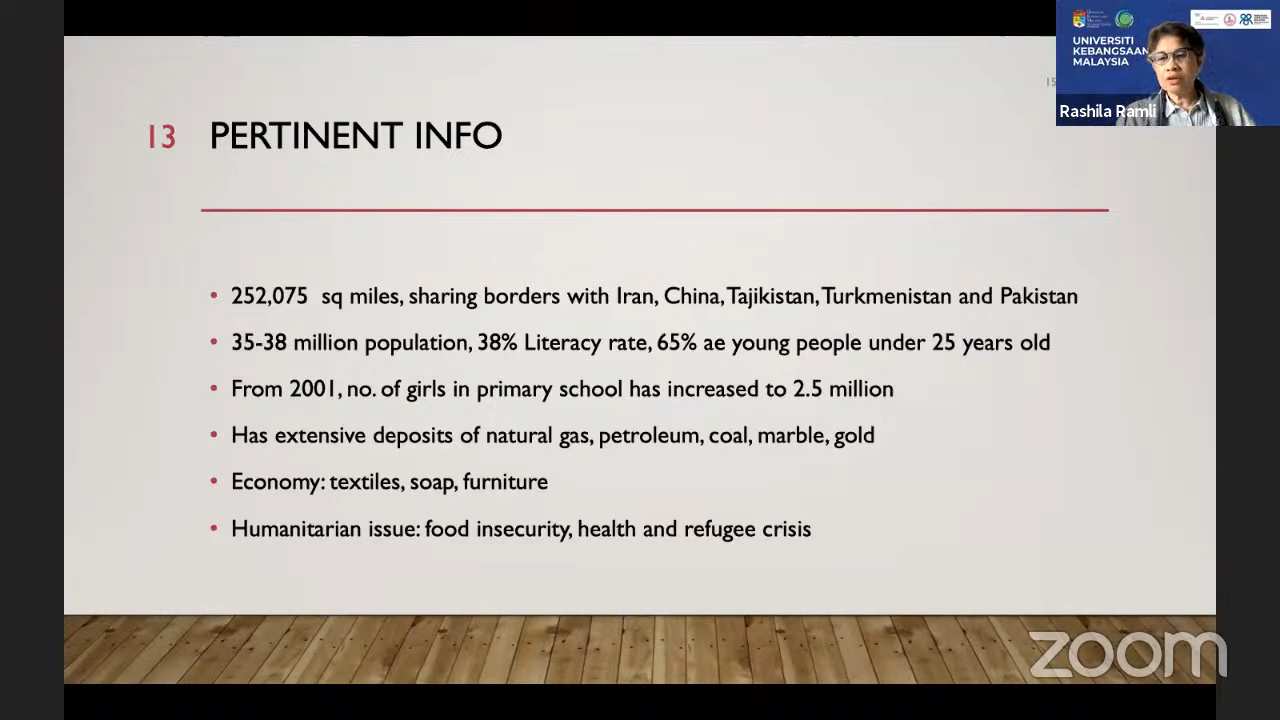 UNIVERSITI
KEBANGSAAN
MALAYSIA
Rashila Ramli
15
13 PERTINENT INFO
• 252,075 sq miles, sharing borders with Iran, China, Tajikistan, Turkmenistan and Pakistan
• 35-38 million population, 38% Literacy rate, 65% ae young people under 25 years old
• From 2001, no. of girls in primary school has increased to 2.5 million
• Has extensive deposits of natural gas, petroleum, coal, marble, gold
• Economy: textiles, soap, furniture
• Humanitarian issue: food insecurity, health and refugee crisis
zoom